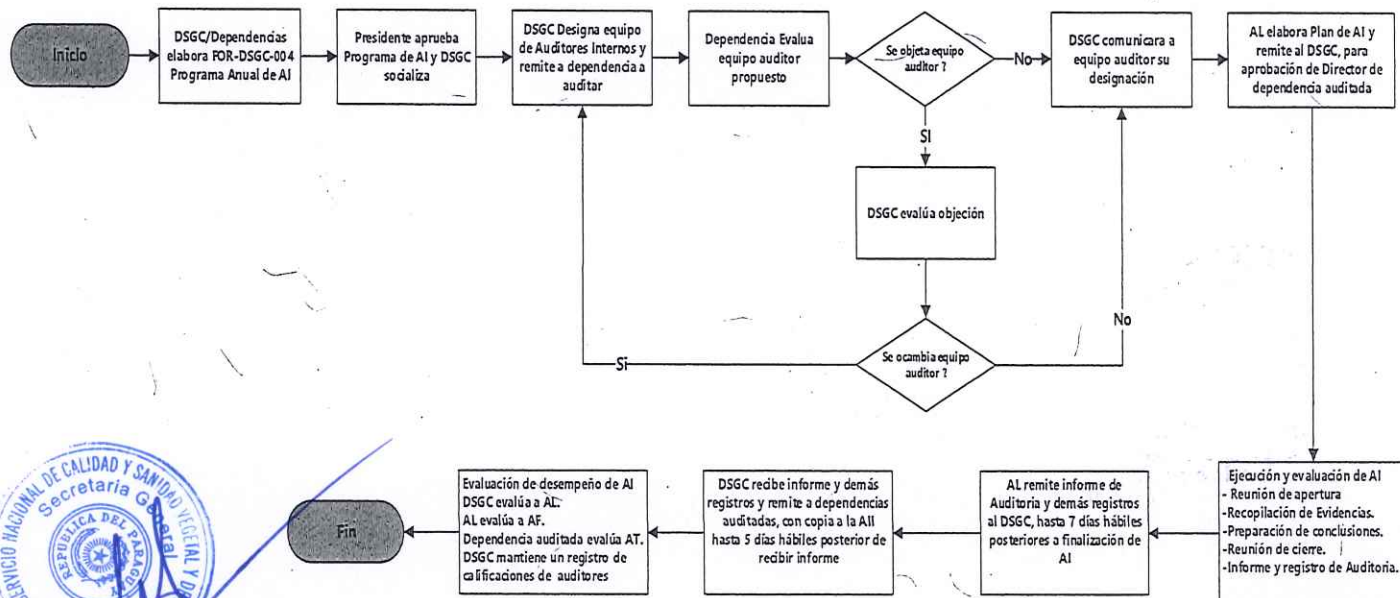 Inicio
DSGC/Dependencias
elabora FOR-DSGC-004
Programa Anual de AI
Presidente aprueba
Programa de AI y DSGC
socializa
DSGC Designa equipo
de Auditores Internos y
remite a dependencia a
auditar
Dependencia Evalua
equipo auditor
propuesto
Se objeta equipo
auditor ?
No
DSGC comunicara a
equipo auditor su
designación
AL elabora Plan de AI y
remite al DSGC, para
aprobación de Director de
dependencia auditada
SI
DSGC evalúa objeción
Se ocambia equipo
auditor ?
Si
No
Ejecución y evaluación de AI
- Reunión de apertura
-Recopilación de Evidencias.
-Preparación de conclusiones.
-Reunión de cierre.
-Informe y registro de Auditoria.
AL remite informe de
Auditoria y demás registros
al DSGC, hasta 7 días hábiles
posteriores a finalización de
AI
DSGC recibe informe y demás
registros y remite a dependencias
auditadas, con copia a la AII
hasta 5 días hábiles posterior de
recibir informe
Evaluación de desempeño de AI
DSGC evalúa a AL.
AL evalúa a AF.
Dependencia auditada evalúa AT.
DSGC mantiene un registro de
calificaciones de auditores
Fin
SERVICIO NACIONAL DE CALIDAD Y SANIDAD VEGETAL Y DE
Secretaria General
REPUBLICA DEL PARAGUAY